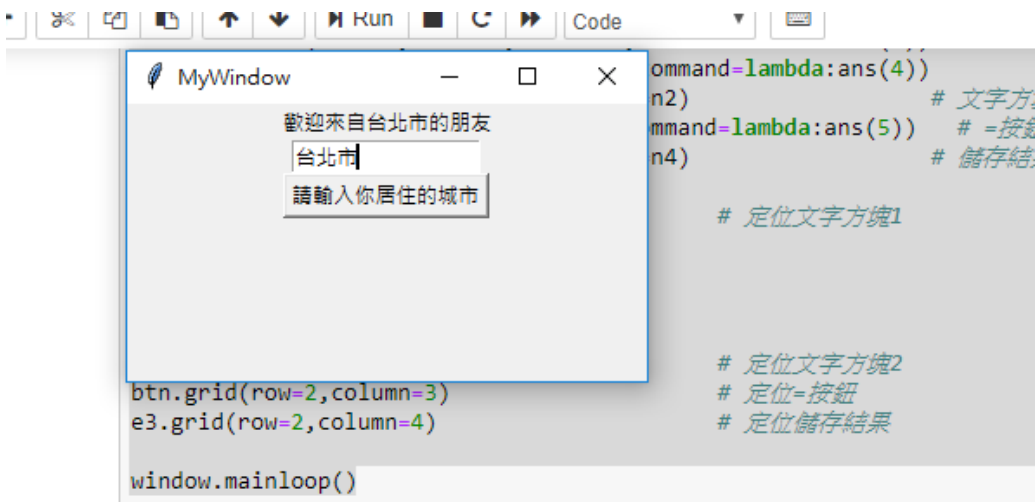 Run
Code
MyWindow
歡迎來自台北市的朋友
台北市
請輸入你居住的城市
ommand=lambda:ans(4))
n2) # 文字方
mmand=lambda:ans(5)) # =按鈕
n4) # 儲存結
# 定位文字方塊1
# 定位文字方塊2
btn.grid(row=2,column=3) # 定位=按鈕
e3.grid(row=2,column=4) # 定位儲存結果
window.mainloop()